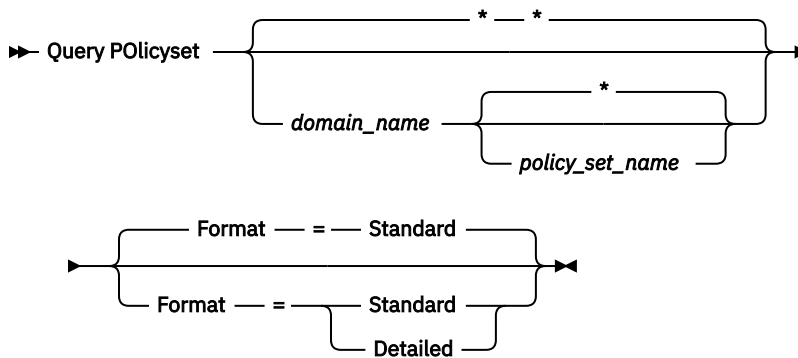 * *
Query POlicyset
*
domain_name
policy_set_name
Format = Standard
Format = Standard
Detailed